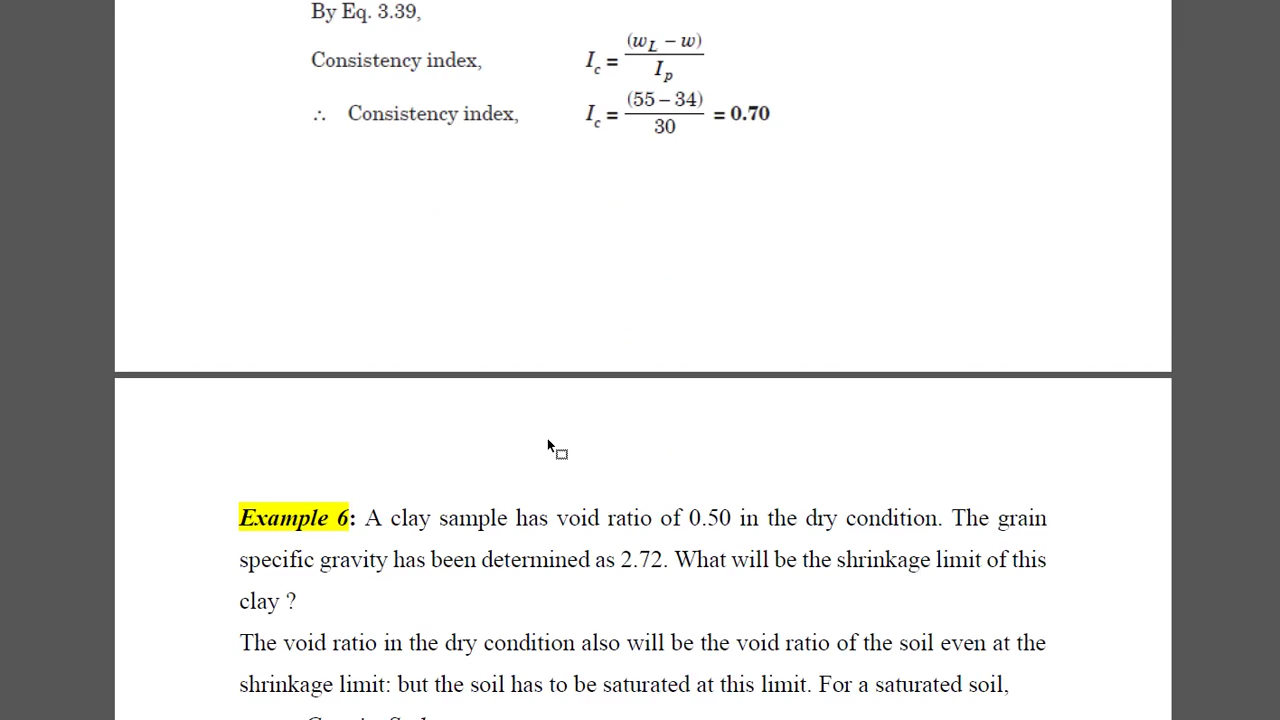 By Eq. 3.39,
Consistency index, I_c = (w_L – w) / I_p
∴ Consistency index, I_c = (55 – 34) / 30 = 0.70
Example 6: A clay sample has void ratio of 0.50 in the dry condition. The grain
specific gravity has been determined as 2.72. What will be the shrinkage limit of this
clay ?
The void ratio in the dry condition also will be the void ratio of the soil even at the
shrinkage limit: but the soil has to be saturated at this limit. For a saturated soil,